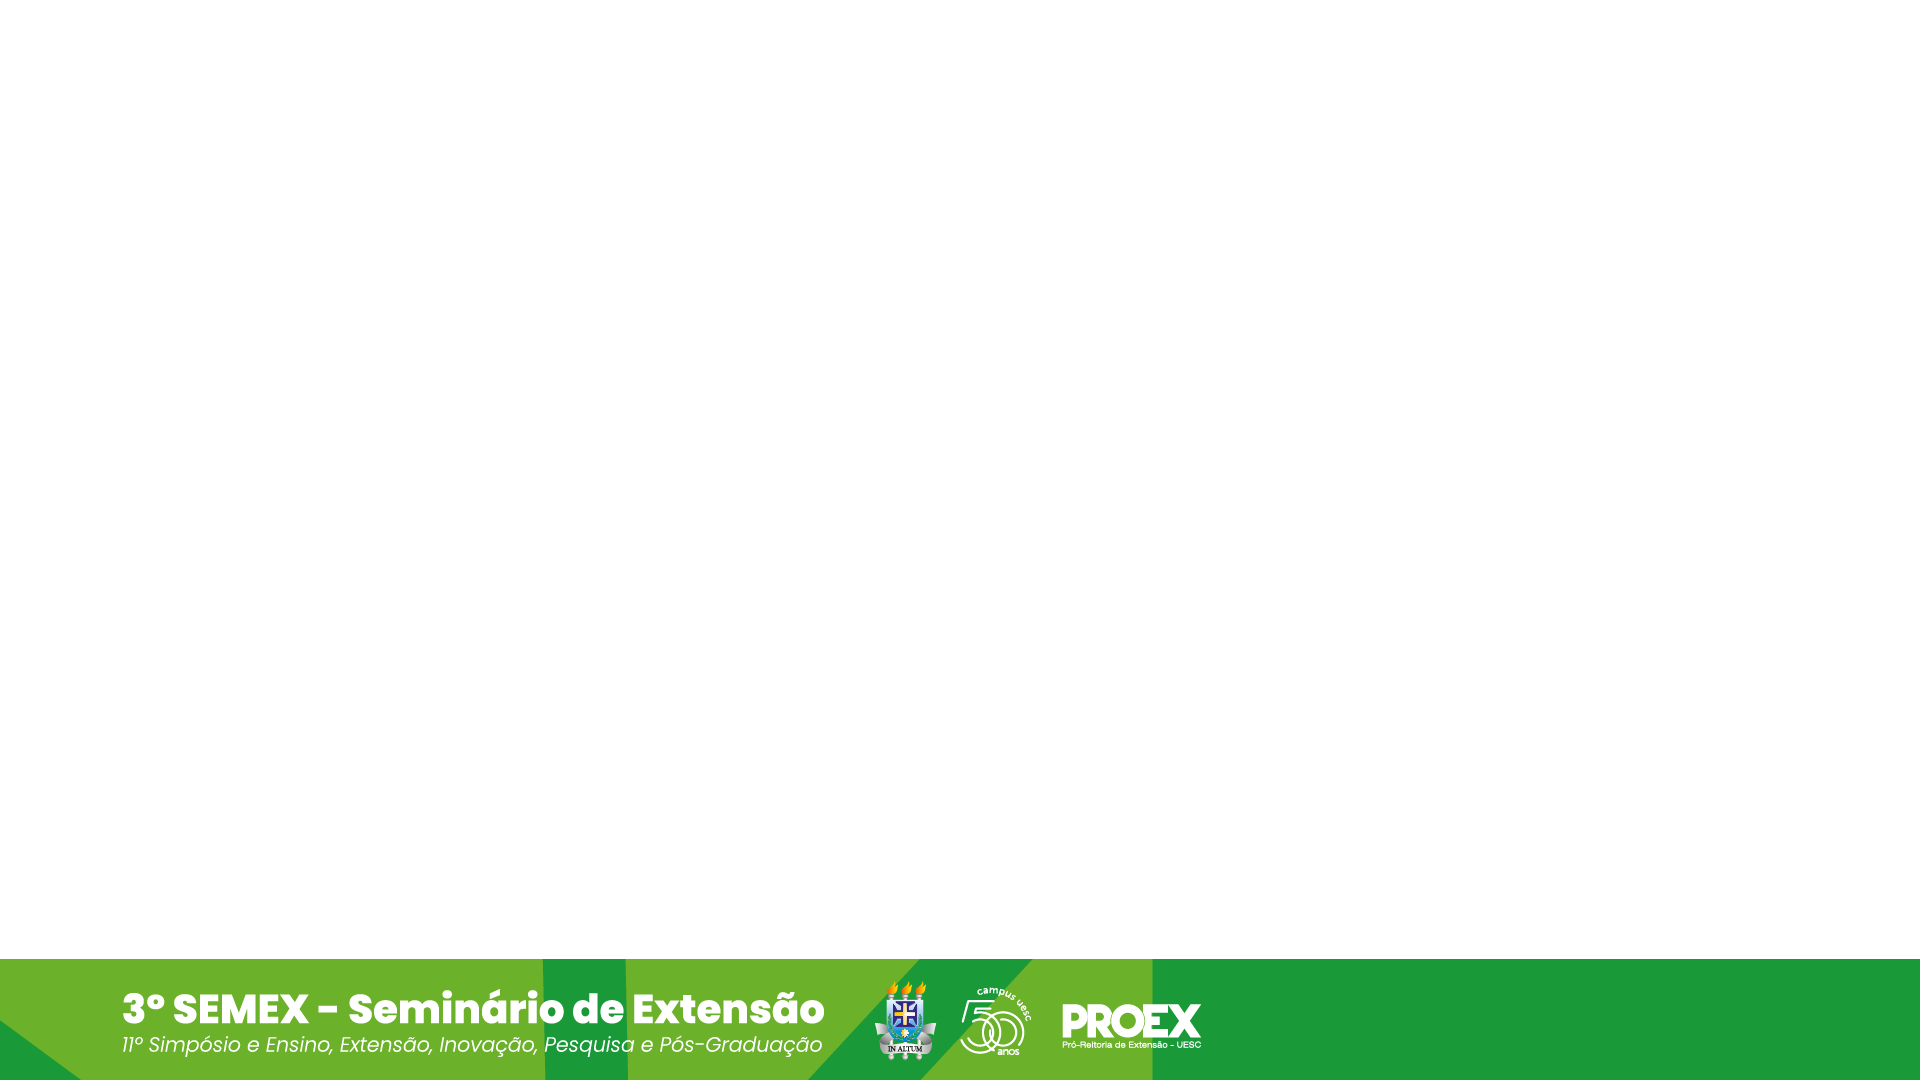 3º SEMEX - Seminário de Extensão
11º Simpósio e Ensino, Extensão, Inovação, Pesquisa e Pós-Graduação
IN ALTUM
campus uesc
50
anos
PROEX
Pró-Reitoria de Extensão - UESC